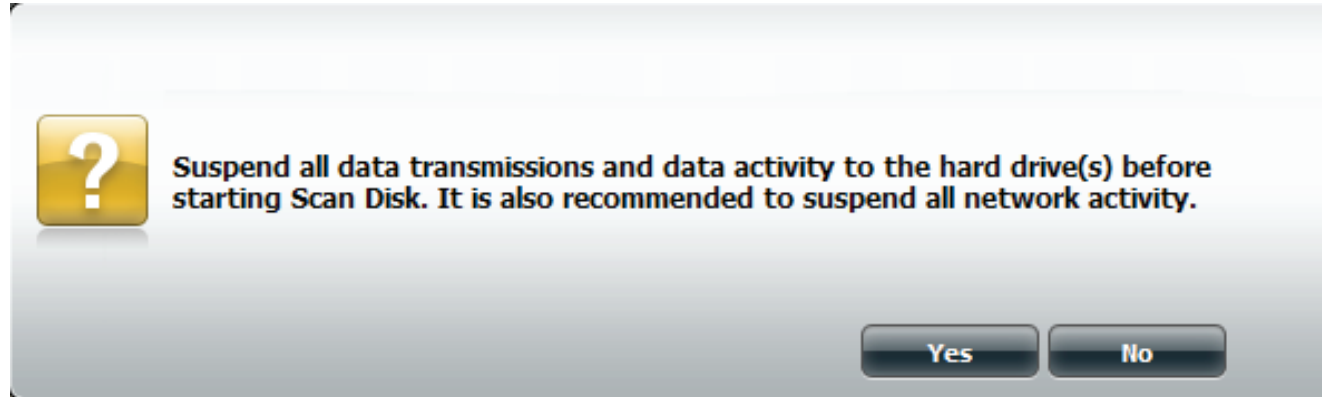 ?
Suspend all data transmissions and data activity to the hard drive(s) before
starting Scan Disk. It is also recommended to suspend all network activity.
Yes No